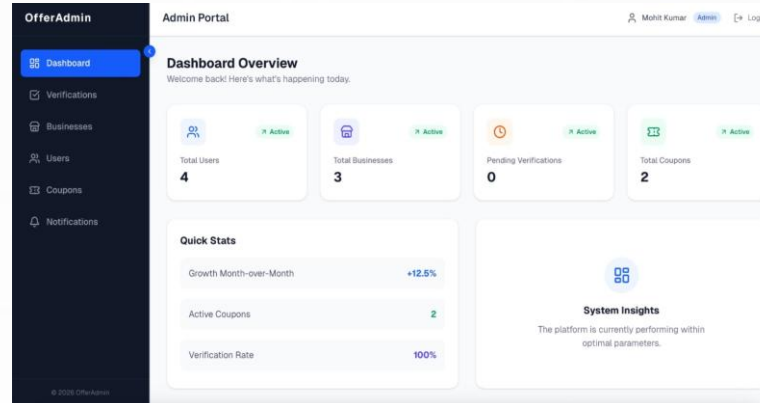 OfferAdmin
Admin Portal
Mohit Kumar Admin Log
Dashboard
Verifications
Businesses
Users
Coupons
Notifications
© 2026 OfferAdmin
Dashboard Overview
Welcome back! Here's what's happening today.
Active
Total Users
4
Active
Total Businesses
3
Active
Pending Verifications
0
Active
Total Coupons
2
Quick Stats
Growth Month-over-Month +12.5%
Active Coupons 2
Verification Rate 100%
System Insights
The platform is currently performing within
optimal parameters.